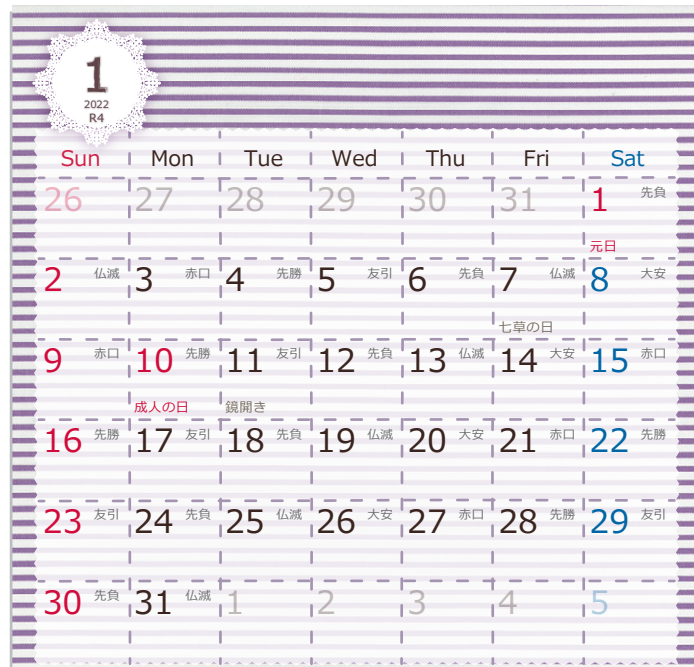 1
2022
R4
Sun Mon Tue Wed Thu Fri Sat
26 27 28 29 30 31 1 先負
元日
2 仏滅 3 赤口 4 先勝 5 友引 6 先負 7 仏滅 8 大安
七草の日
9 赤口 10 先勝 11 友引 12 先負 13 仏滅 14 大安 15 赤口
成人の日 鏡開き
16 先勝 17 友引 18 先負 19 仏滅 20 大安 21 赤口 22 先勝
23 友引 24 先負 25 仏滅 26 大安 27 赤口 28 先勝 29 友引
30 先負 31 仏滅 1 2 3 4 5